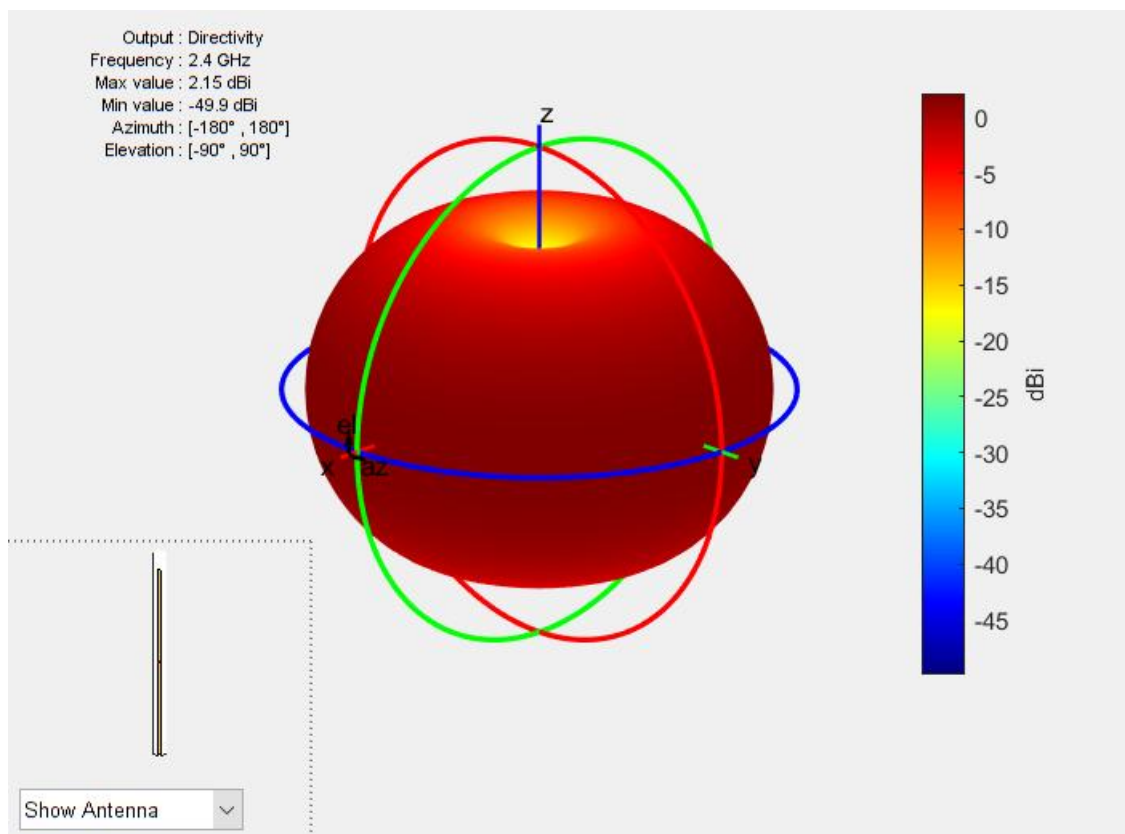 Output : Directivity
Frequency : 2.4 GHz
Max value : 2.15 dBi
Min value : -49.9 dBi
Azimuth : [-180° , 180°]
Elevation : [-90° , 90°]
z
el
x
az
y
0
-5
-10
-15
-20
-25
-30
-35
-40
-45
dBi
Show Antenna